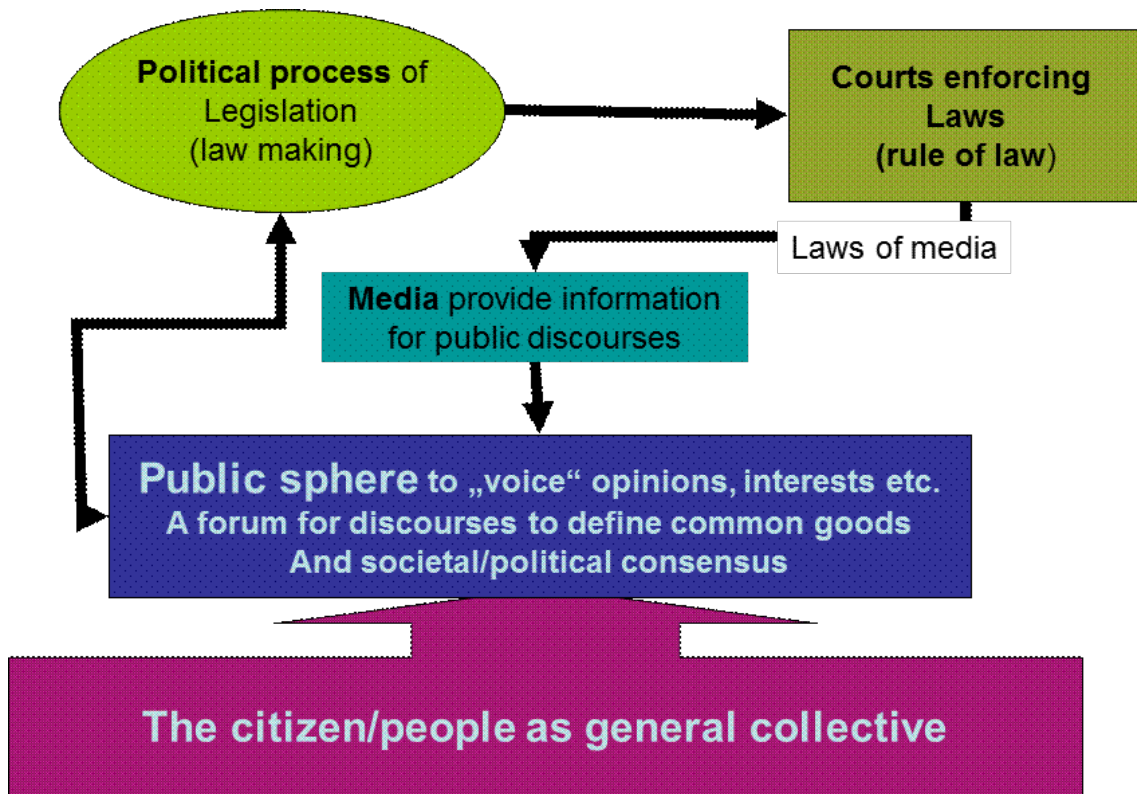 Political process of
Legislation
(law making)
Courts enforcing
Laws
(rule of law)
Laws of media
Media provide information
for public discourses
Public sphere to „voice“ opinions, interests etc.
A forum for discourses to define common goods
And societal/political consensus
The citizen/people as general collective